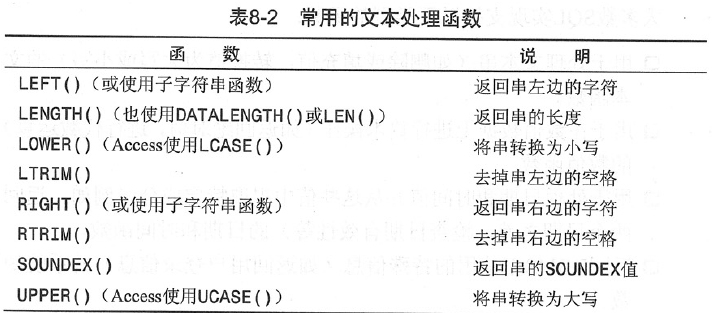 表8-2 常用的文本处理函数
函 数 说 明
LEFT()（或使用子字符串函数） 返回串左边的字符
LENGTH()（也使用DATALENGTH()或LEN()） 返回串的长度
LOWER()（Access使用LCASE()） 将串转换为小写
LTRIM() 去掉串左边的空格
RIGHT()（或使用子字符串函数） 返回串右边的字符
RTRIM() 去掉串右边的空格
SOUNDEX() 返回串的SOUNDEX值
UPPER()（Access使用UCASE()） 将串转换为大写